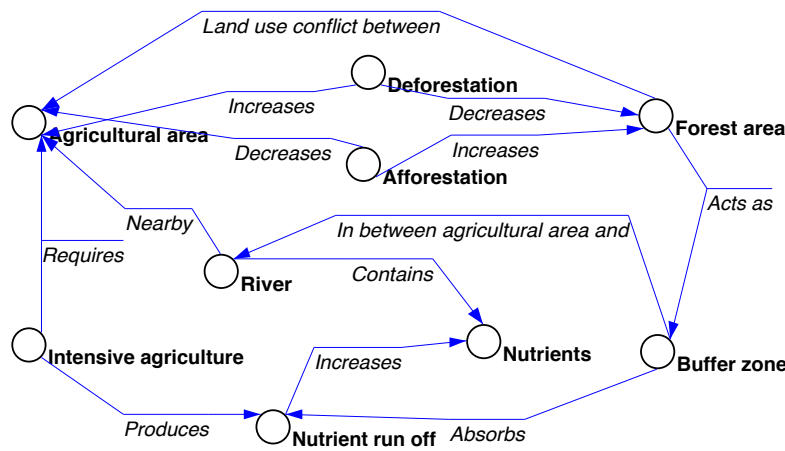 Land use conflict between
Deforestation
Increases
Decreases
Agricultural area
Forest area
Decreases
Increases
Afforestation
Acts as
Nearby
In between agricultural area and
Requires
River
Contains
Intensive agriculture
Increases
Nutrients
Buffer zone
Produces
Nutrient run off
Absorbs